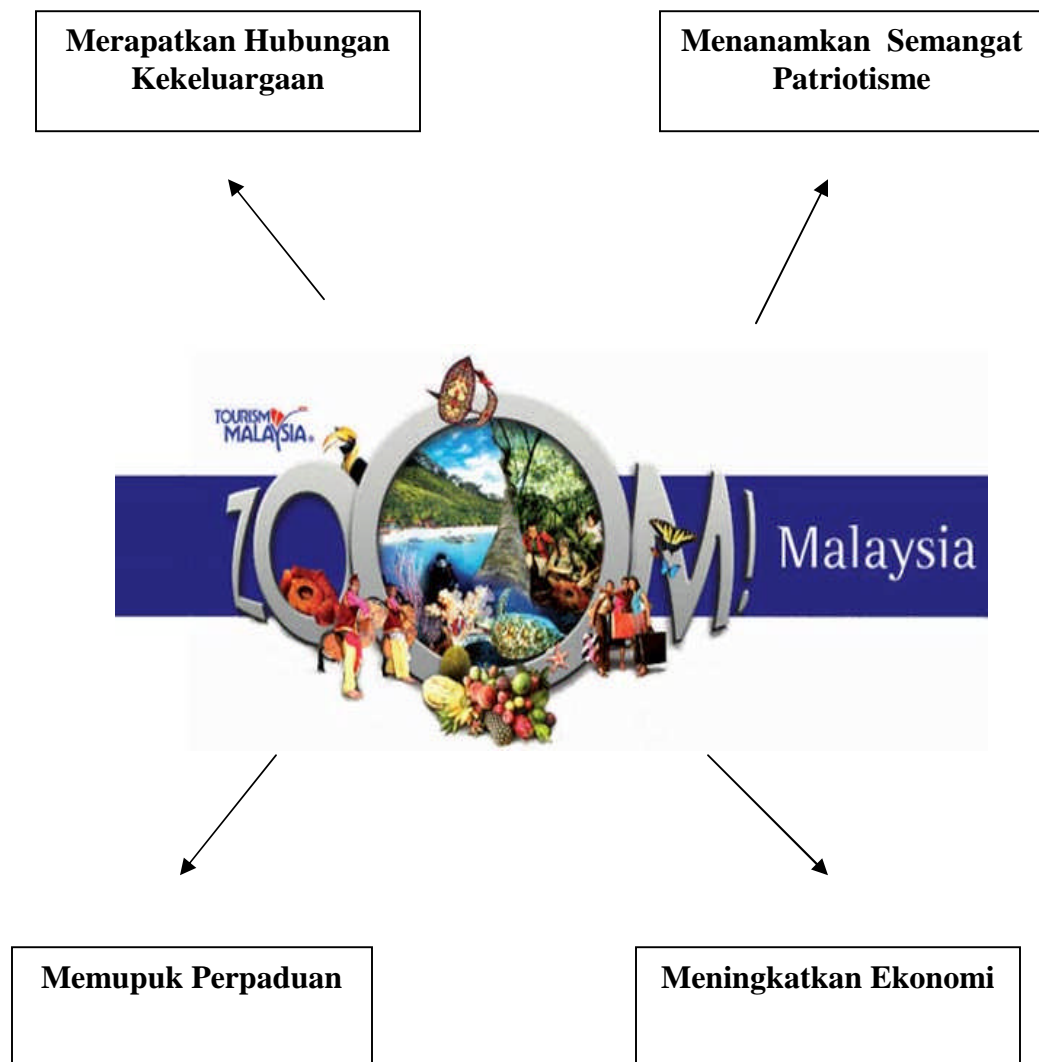 Merapatkan Hubungan
Kekeluargaan
Menanamkan Semangat
Patriotisme
TOURISM
MALAYSIA
ZOOM! Malaysia
Memupuk Perpaduan
Meningkatkan Ekonomi